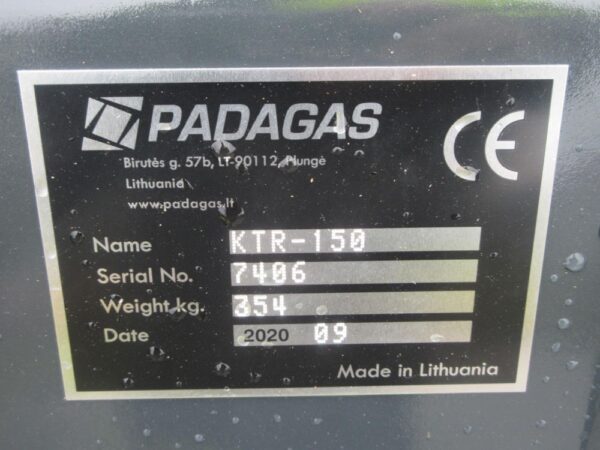 PADAGAS
Birutės g. 57b, LT-90112, Plungė
Lithuania
www.padagas.lt
CE
Name KTR-150
Serial No. 7406
Weight kg. 354
Date 2020 09
Made in Lithuania